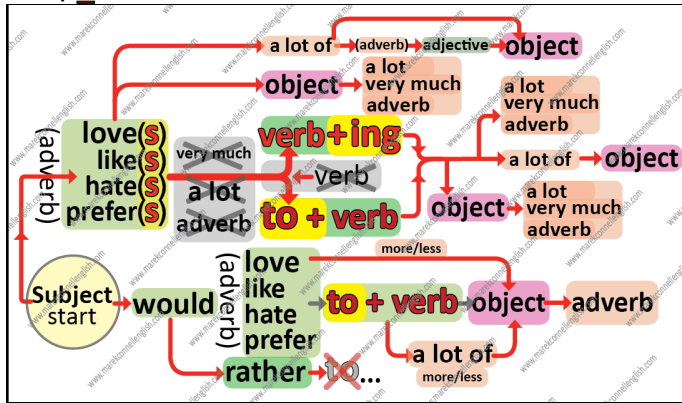 a lot of (adverb) adjective object
object a lot
very much
adverb
(adverb)
love(s)
like(s)
hate(s)
prefer(s)
very much
a lot
adverb
verb+ing
verb
to + verb
a lot
very much
adverb
a lot of object
object a lot
very much
adverb
Subject
start
would
(adverb)
love
like
hate
prefer
more/less
to + verb object adverb
a lot of
more/less
rather to...
www.marekconnellenglish.com